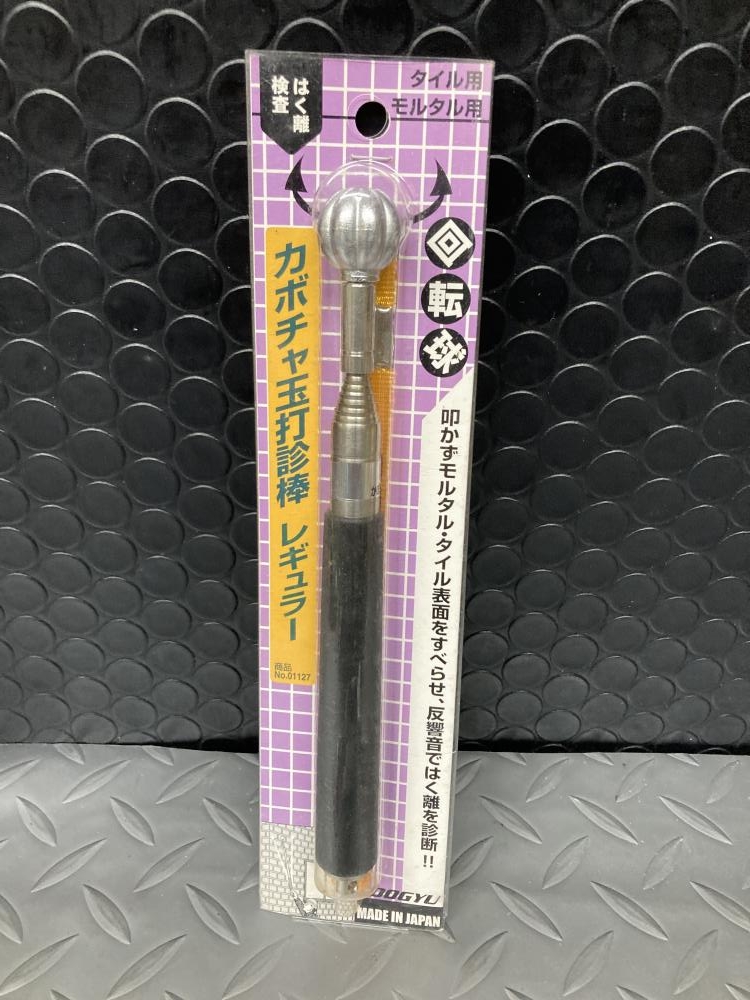 はく離
検査
タイル用
モルタル用
回転球
カボチャ玉打診棒 レギュラー
商品
No.01127
叩かずモルタル・タイル表面をすべらせ、反響音ではく離を診断!!
DOGYU
MADE IN JAPAN